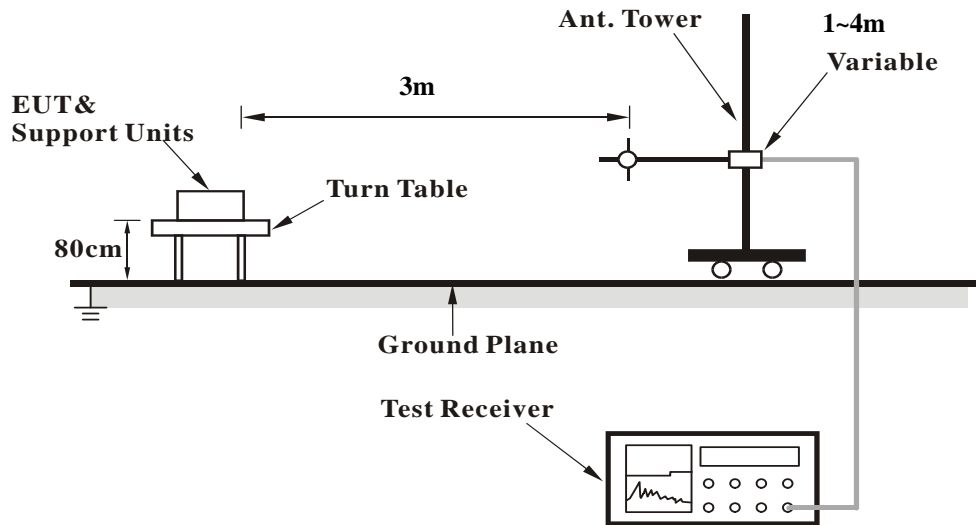 Ant. Tower
1~4m
Variable
3m
EUT&
Support Units
Turn Table
80cm
Ground Plane
Test Receiver